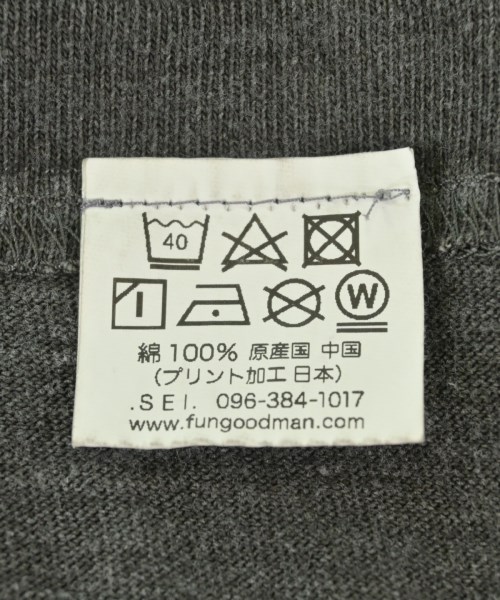 40
W
綿 100% 原産国 中国
(プリント加工 日本)
.SEI. 096-384-1017
www.fungoodman.com